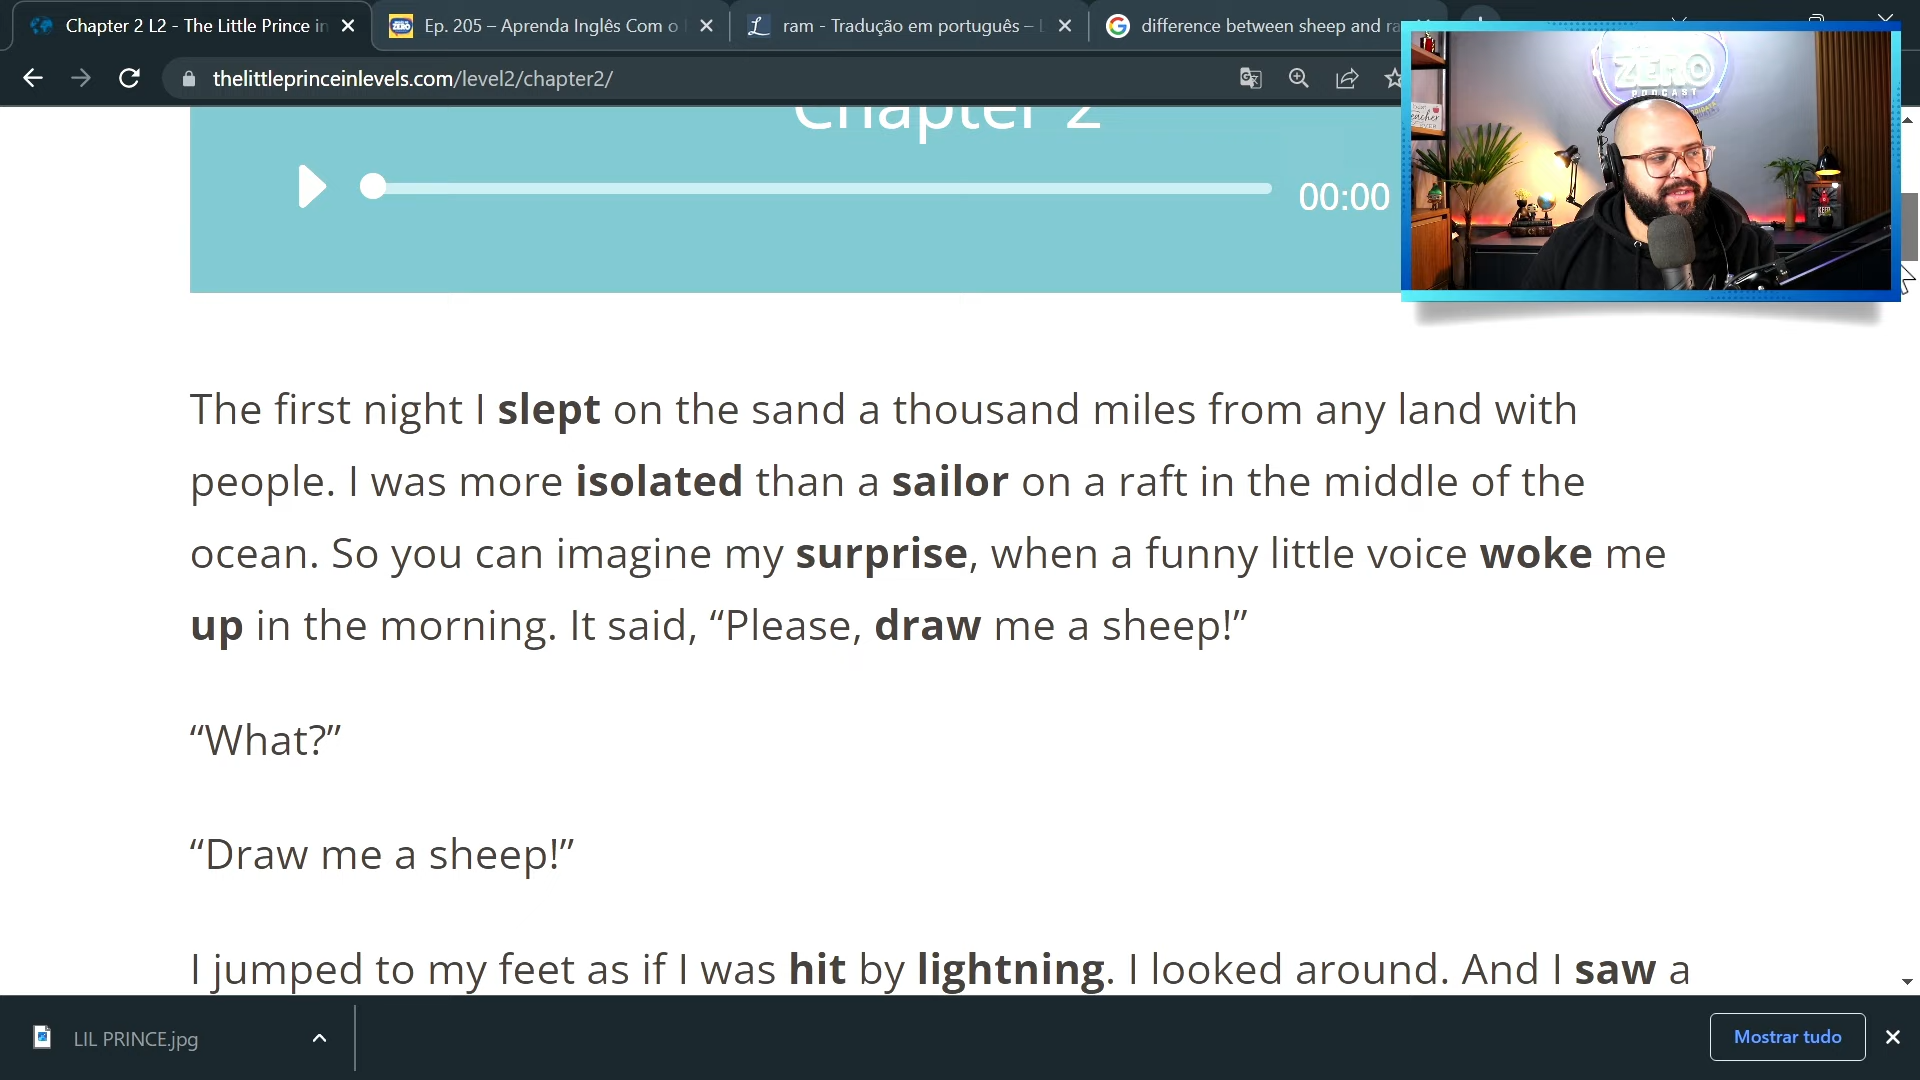 Chapter 2 L2 - The Little Prince in
Ep. 205 – Aprenda Inglês Com o
ram - Tradução em português –
difference between sheep and ra
thelittleprinceinlevels.com/level2/chapter2/
ZERO
PODCAST
Chapter 2
00:00
The first night I slept on the sand a thousand miles from any land with
people. I was more isolated than a sailor on a raft in the middle of the
ocean. So you can imagine my surprise, when a funny little voice woke me
up in the morning. It said, “Please, draw me a sheep!”
“What?”
“Draw me a sheep!”
I jumped to my feet as if I was hit by lightning. I looked around. And I saw a
LIL PRINCE.jpg
Mostrar tudo